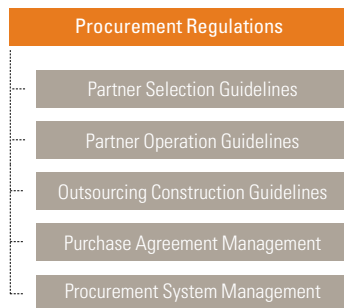 Procurement Regulations
Partner Selection Guidelines
Partner Operation Guidelines
Outsourcing Construction Guidelines
Purchase Agreement Management
Procurement System Management